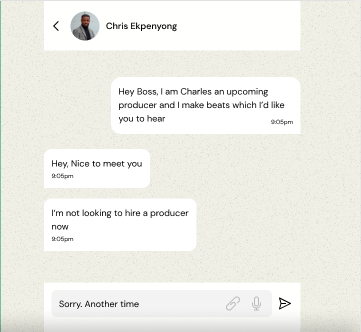 Chris Ekpenyong
Hey Boss, I am Charles an upcoming
producer and I make beats which I'd like
you to hear
9:05pm
Hey, Nice to meet you
9:05pm
I'm not looking to hire a producer
now
9:05pm
Sorry. Another time